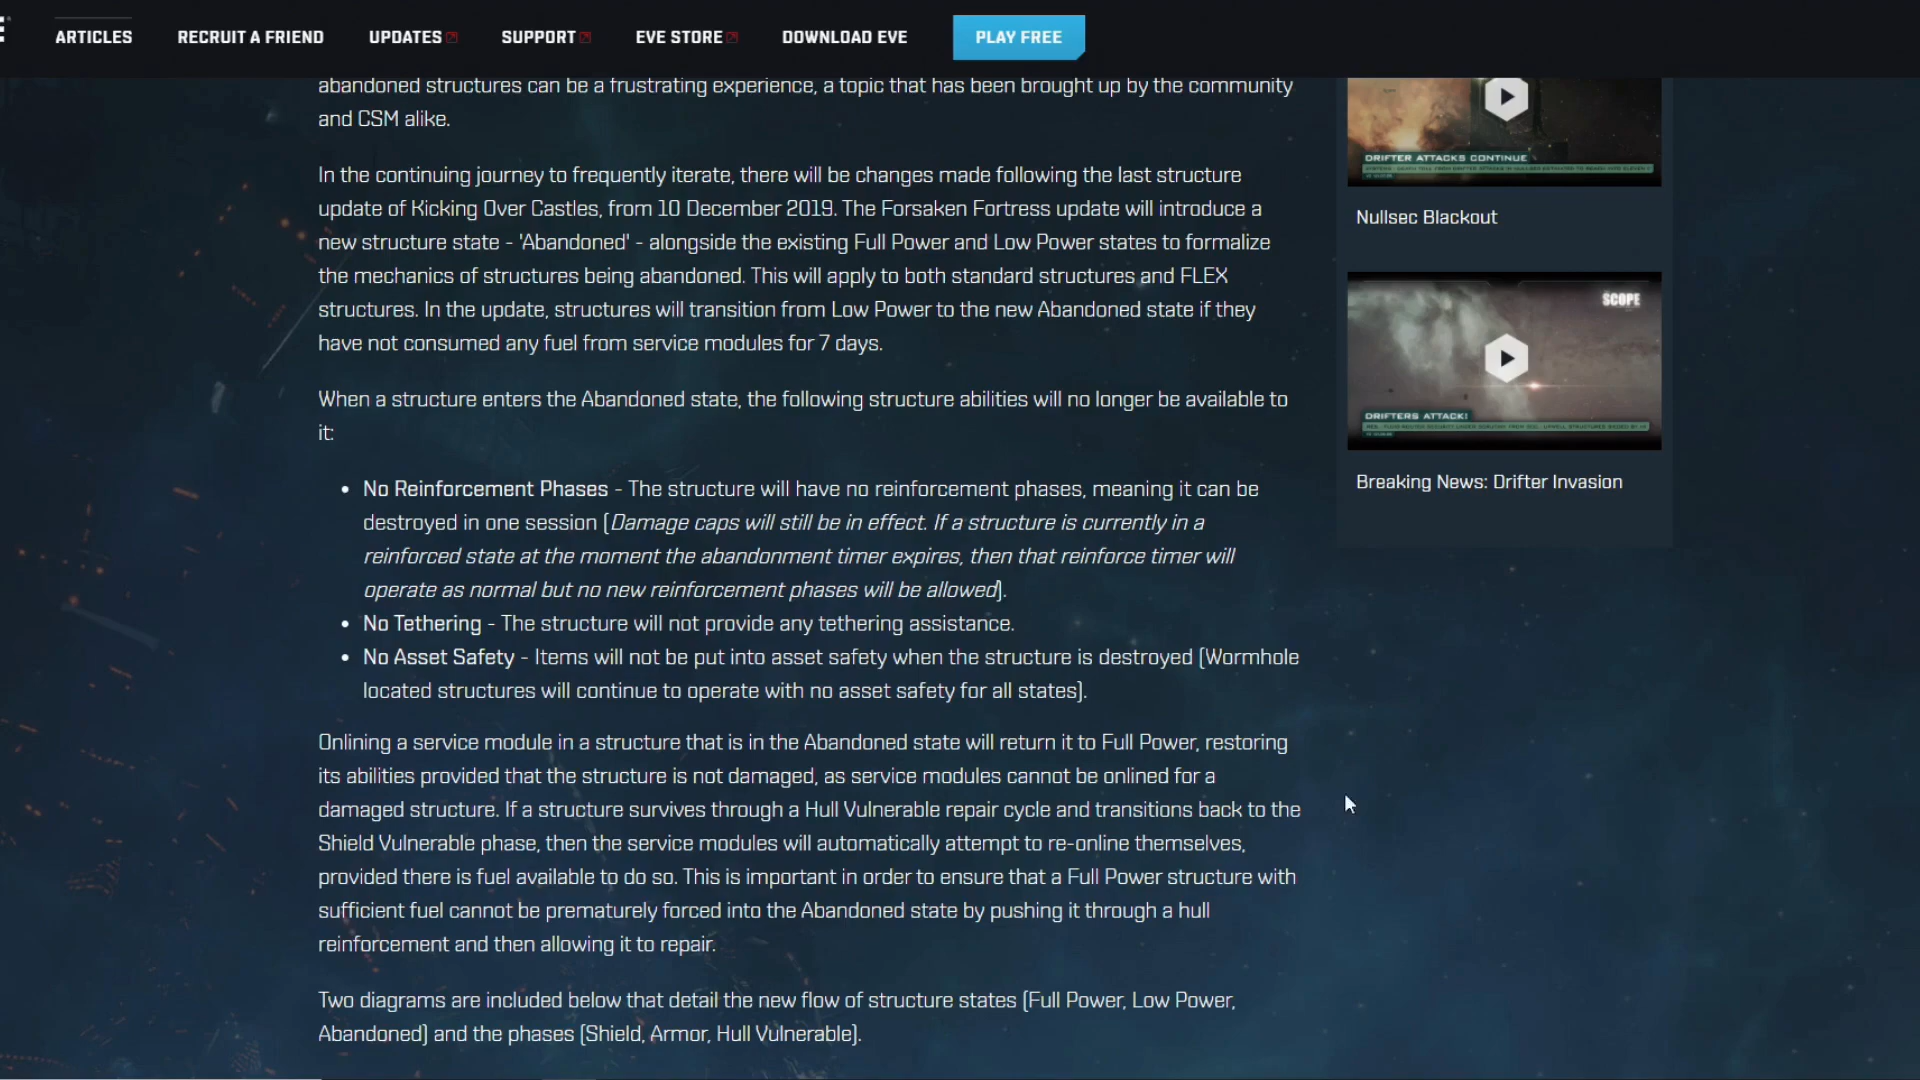 ARTICLES RECRUIT A FRIEND UPDATES SUPPORT EVE STORE DOWNLOAD EVE PLAY FREE
abandoned structures can be a frustrating experience, a topic that has been brought up by the community
and CSM alike.
In the continuing journey to frequently iterate, there will be changes made following the last structure
update of Kicking Over Castles, from 10 December 2019. The Forsaken Fortress update will introduce a
new structure state - 'Abandoned' - alongside the existing Full Power and Low Power states to formalize
the mechanics of structures being abandoned. This will apply to both standard structures and FLEX
structures. In the update, structures will transition from Low Power to the new Abandoned state if they
have not consumed any fuel from service modules for 7 days.
When a structure enters the Abandoned state, the following structure abilities will no longer be available to
it:
• No Reinforcement Phases - The structure will have no reinforcement phases, meaning it can be
destroyed in one session (Damage caps will still be in effect. If a structure is currently in a
reinforced state at the moment the abandonment timer expires, then that reinforce timer will
operate as normal but no new reinforcement phases will be allowed).
• No Tethering - The structure will not provide any tethering assistance.
• No Asset Safety - Items will not be put into asset safety when the structure is destroyed (Wormhole
located structures will continue to operate with no asset safety for all states).
Onlining a service module in a structure that is in the Abandoned state will return it to Full Power, restoring
its abilities provided that the structure is not damaged, as service modules cannot be onlined for a
damaged structure. If a structure survives through a Hull Vulnerable repair cycle and transitions back to the
Shield Vulnerable phase, then the service modules will automatically attempt to re-online themselves,
provided there is fuel available to do so. This is important in order to ensure that a Full Power structure with
sufficient fuel cannot be prematurely forced into the Abandoned state by pushing it through a hull
reinforcement and then allowing it to repair.
Two diagrams are included below that detail the new flow of structure states (Full Power, Low Power,
Abandoned) and the phases (Shield, Armor, Hull Vulnerable).
DRIFTER ATTACKS CONTINUE
Nullsec Blackout
SCOPE
DRIFTERS ATTACK!
Breaking News: Drifter Invasion